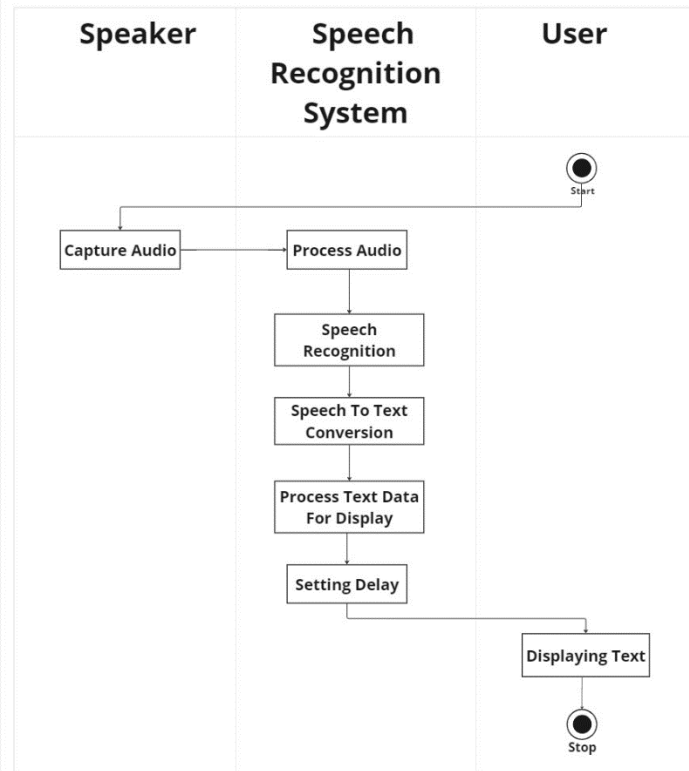 Speaker
Speech
Recognition
System
User
Start
Capture Audio
Process Audio
Speech
Recognition
Speech To Text
Conversion
Process Text Data
For Display
Setting Delay
Displaying Text
Stop